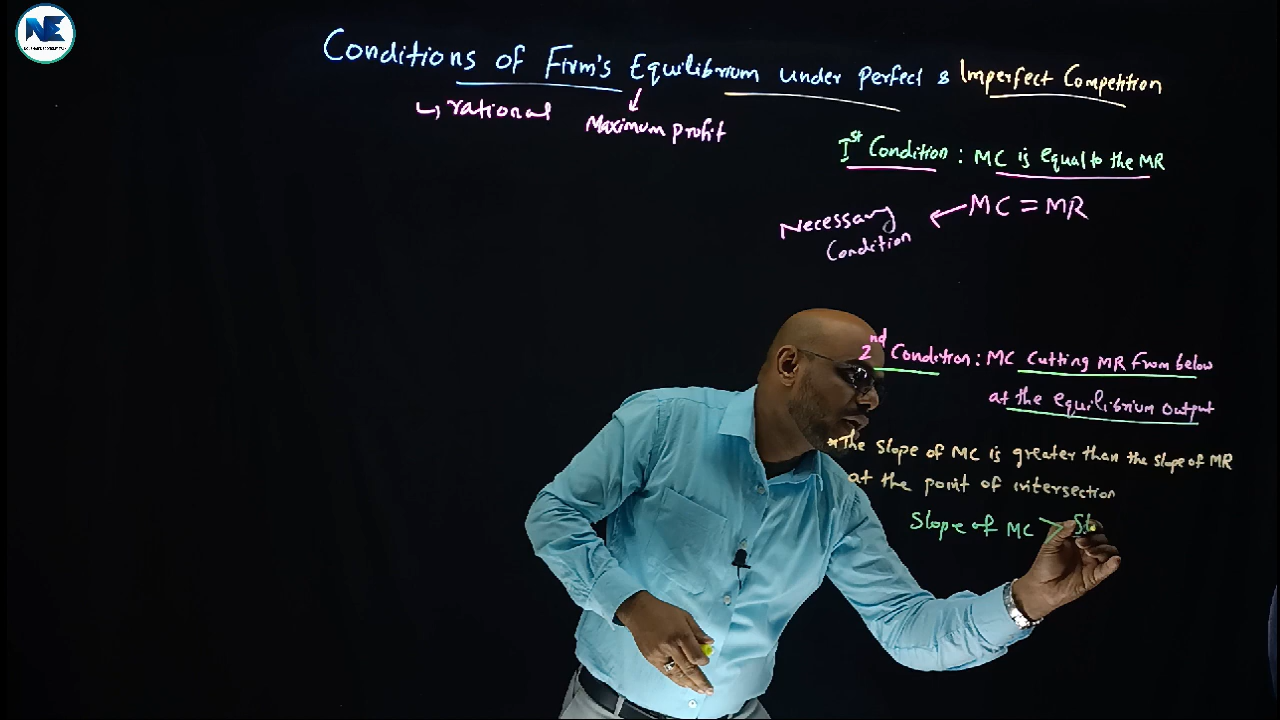 NE
Conditions of Firm's Equilibrium under perfect & Imperfect Competition
↳ rational
Maximum profit
Ist Condition : MC is equal to the MR
MC = MR
Necessary
Condition
2nd Condition : MC Cutting MR from below
at the equilibrium output
*The slope of MC is greater than the slope of MR
at the point of intersection
Slope of MC > Slo